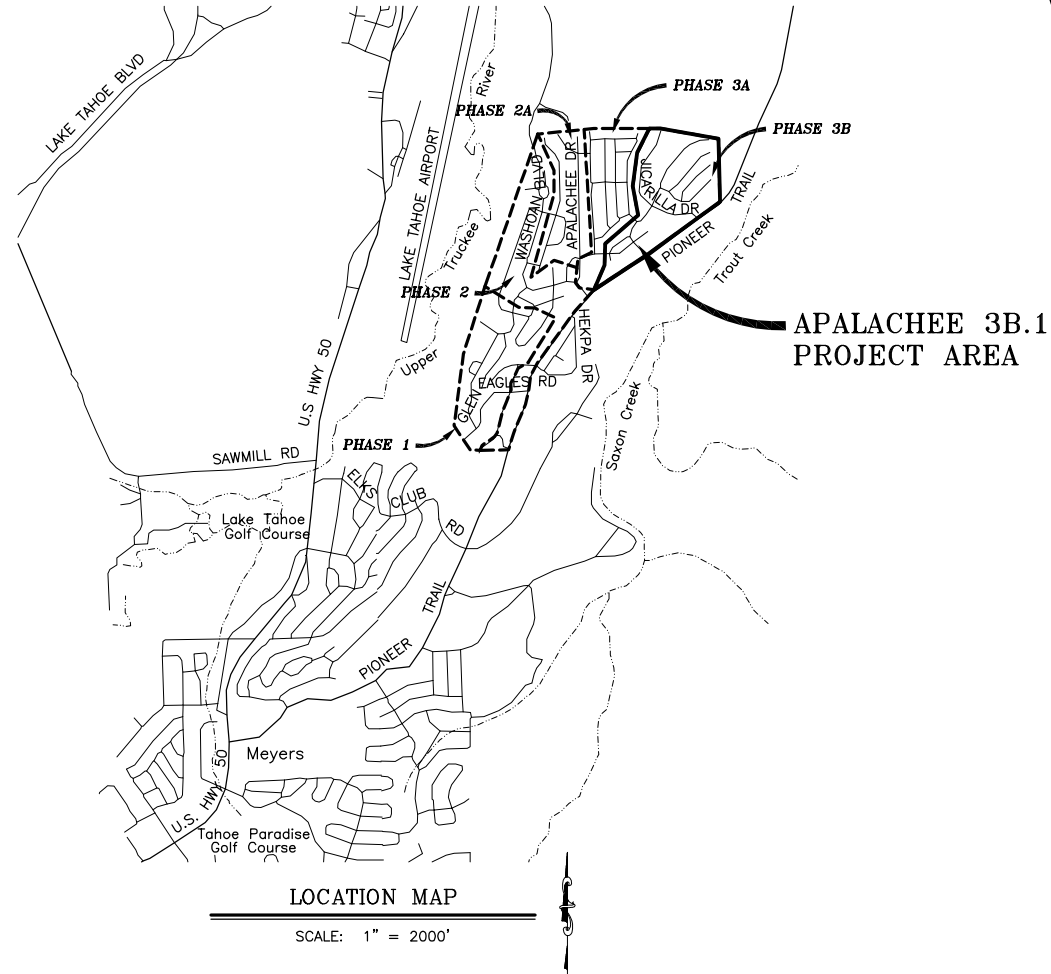 LAKE TAHOE BLVD
River
PHASE 3A
PHASE 2A
PHASE 3B
LAKE TAHOE AIRPORT
WASHOAN BLVD
APALACHEE DR
JICARILLA DR
TRAIL
PIONEER
Truckee
Trout Creek
PHASE 2
APALACHEE 3B.1
PROJECT AREA
HEKPA DR
Upper
U.S HWY 50
EAGLES RD
GLEN
Saxon Creek
PHASE 1
SAWMILL RD
ELKS CLUB RD
Lake Tahoe
Golf Course
TRAIL
PIONEER
Meyers
U.S. HWY 50
Tahoe Paradise
Golf Course
LOCATION MAP
SCALE: 1" = 2000'